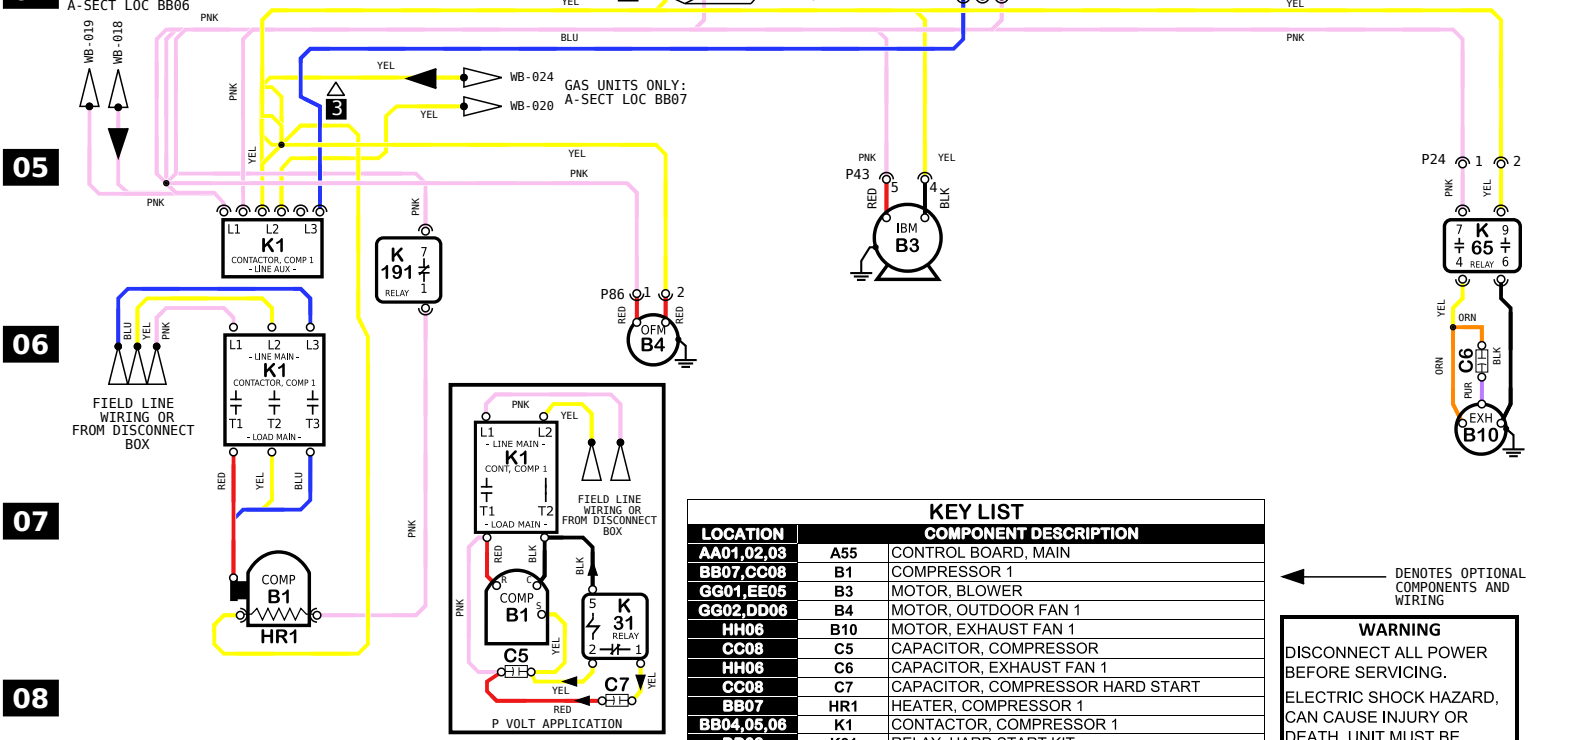 A-SECT LOC BB06
YEL
YEL
PNK
BLU
PNK
WB-019
WB-018
YEL
WB-024
GAS UNITS ONLY:
A-SECT LOC BB07
WB-020
YEL
PNK
3
YEL
05
YEL
PNK
PNK
PNK
PNK
YEL
P43
5
4
RED
BLK
IBM
B3
P24
1
2
PNK
YEL
L1
L2
L3
K1
CONTACTOR, COMP 1
- LINE AUX -
K
191
7
1
RELAY
7
K
9
65
4
RELAY
6
P86
1
2
RED
RED
OFM
B4
06
BLU
YEL
PNK
L1
L2
L3
- LINE MAIN -
K1
CONTACTOR, COMP 1
T1
T2
T3
- LOAD MAIN -
FIELD LINE
WIRING OR
FROM DISCONNECT
BOX
YEL
ORN
ORN
C6
BLK
PUR
EXH
B10
RED
YEL
BLU
07
PNK
COMP
B1
HR1
08
PNK
YEL
L1
L2
- LINE MAIN -
K1
CONT, COMP 1
T1
T2
- LOAD MAIN -
FIELD LINE
WIRING OR
FROM DISCONNECT
BOX
RED
BLK
BLK
PNK
R
C
S
COMP
B1
YEL
5
K
31
RELAY
2
1
C5
YEL
YEL
C7
RED
P VOLT APPLICATION
KEY LIST
LOCATION COMPONENT DESCRIPTION
AA01,02,03 A55 CONTROL BOARD, MAIN
BB07,CC08 B1 COMPRESSOR 1
GG01,EE05 B3 MOTOR, BLOWER
GG02,DD06 B4 MOTOR, OUTDOOR FAN 1
HH06 B10 MOTOR, EXHAUST FAN 1
CC08 C5 CAPACITOR, COMPRESSOR
HH06 C6 CAPACITOR, EXHAUST FAN 1
CC08 C7 CAPACITOR, COMPRESSOR HARD START
BB07 HR1 HEATER, COMPRESSOR 1
BB04,05,06 K1 CONTACTOR, COMPRESSOR 1
DENOTES OPTIONAL
COMPONENTS AND
WIRING
WARNING
DISCONNECT ALL POWER
BEFORE SERVICING.
ELECTRIC SHOCK HAZARD,
CAN CAUSE INJURY OR
DEATH. UNIT MUST BE